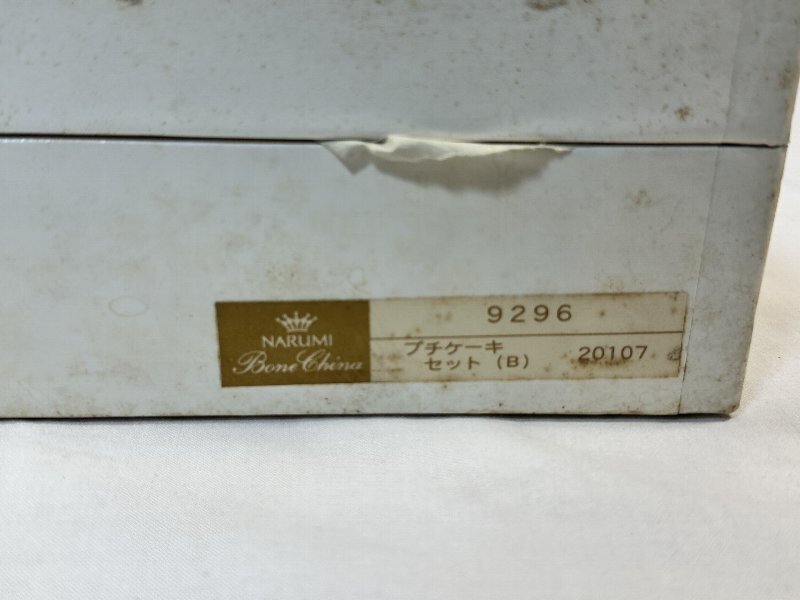 NARUMI
Bone China
9296
プチケーキ
セット (B)
20107